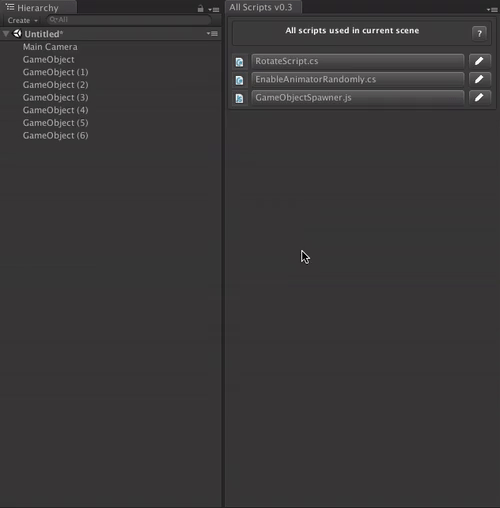 Hierarchy
Create
All
Untitled*
Main Camera
GameObject
GameObject (1)
GameObject (2)
GameObject (3)
GameObject (4)
GameObject (5)
GameObject (6)
All Scripts v0.3
All scripts used in current scene
?
RotateScript.cs
EnableAnimatorRandomly.cs
GameObjectSpawner.js